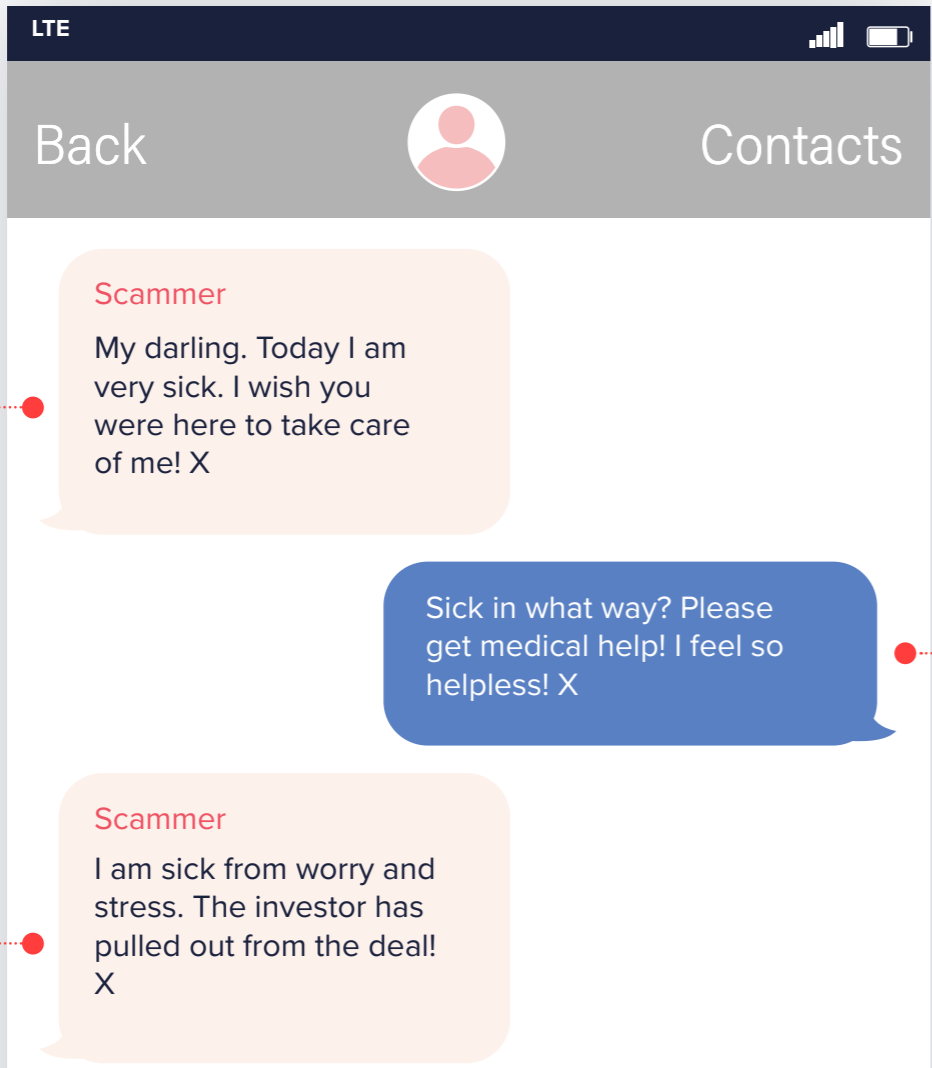 LTE
Back
Contacts
Scammer
My darling. Today I am
very sick. I wish you
were here to take care
of me! X
Sick in what way? Please
get medical help! I feel so
helpless! X
Scammer
I am sick from worry and
stress. The investor has
pulled out from the deal!
X